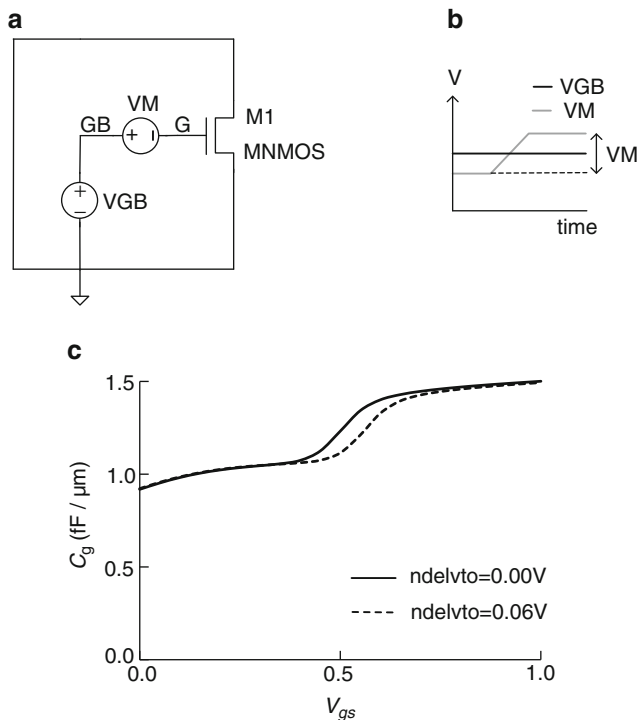 a
VM
GB
+ −
G
M1
MNMOS
+
−
VGB
b
V
VGB
VM
VM
time
c
1.5
1.0
0.5
0.0
Cg (fF / μm)
ndelvto=0.00V
ndelvto=0.06V
0.0
0.5
1.0
Vgs